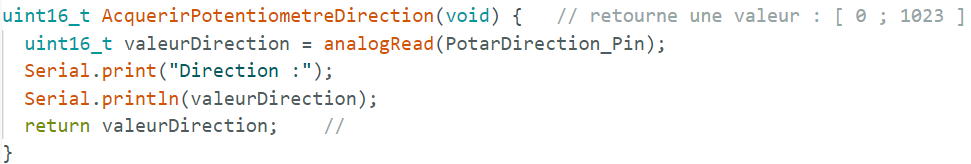 uint16_t AcquerirPotentiometreDirection(void) {   // retourne une valeur : [ 0 ; 1023 ]
  uint16_t valeurDirection = analogRead(PotarDirection_Pin);
  Serial.print("Direction :");
  Serial.println(valeurDirection);
  return valeurDirection;    //
}